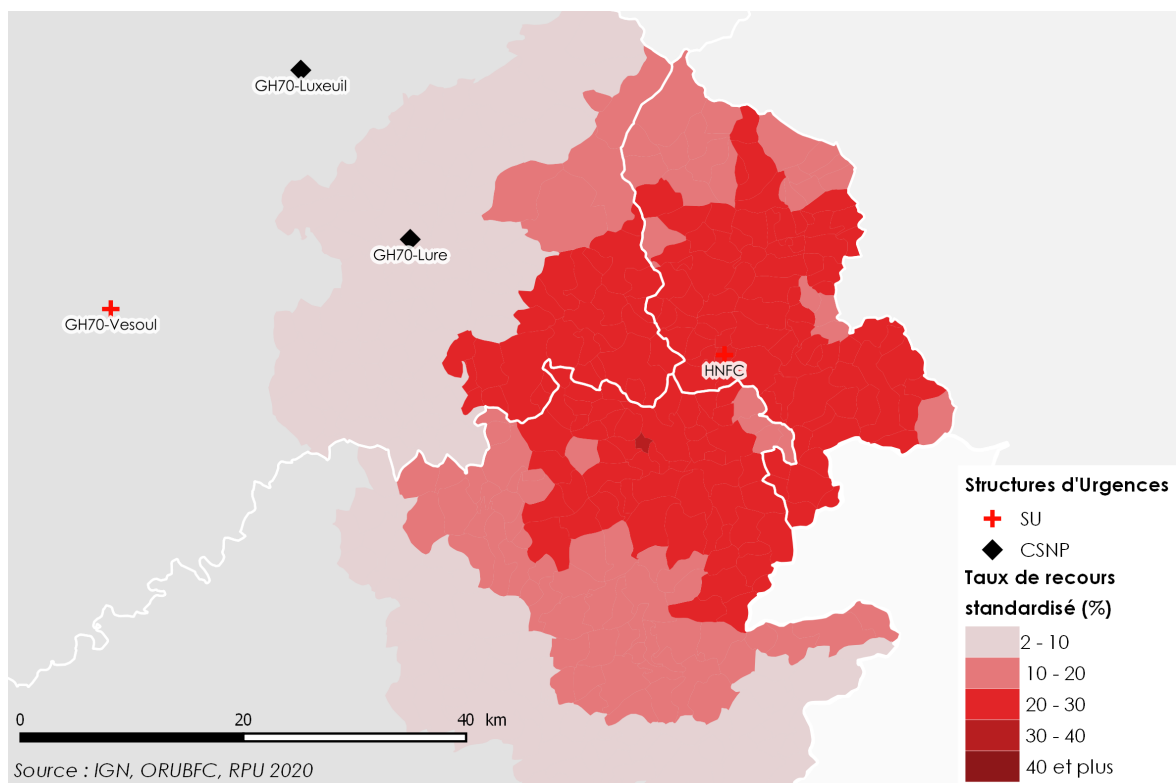 GH70-Luxeuil
GH70-Lure
GH70-Vesoul
HNFC
Structures d'Urgences
SU
CSNP
Taux de recours
standardisé (%)
2 - 10
10 - 20
20 - 30
30 - 40
40 et plus
0 20 40 km
Source : IGN, ORUBFC, RPU 2020